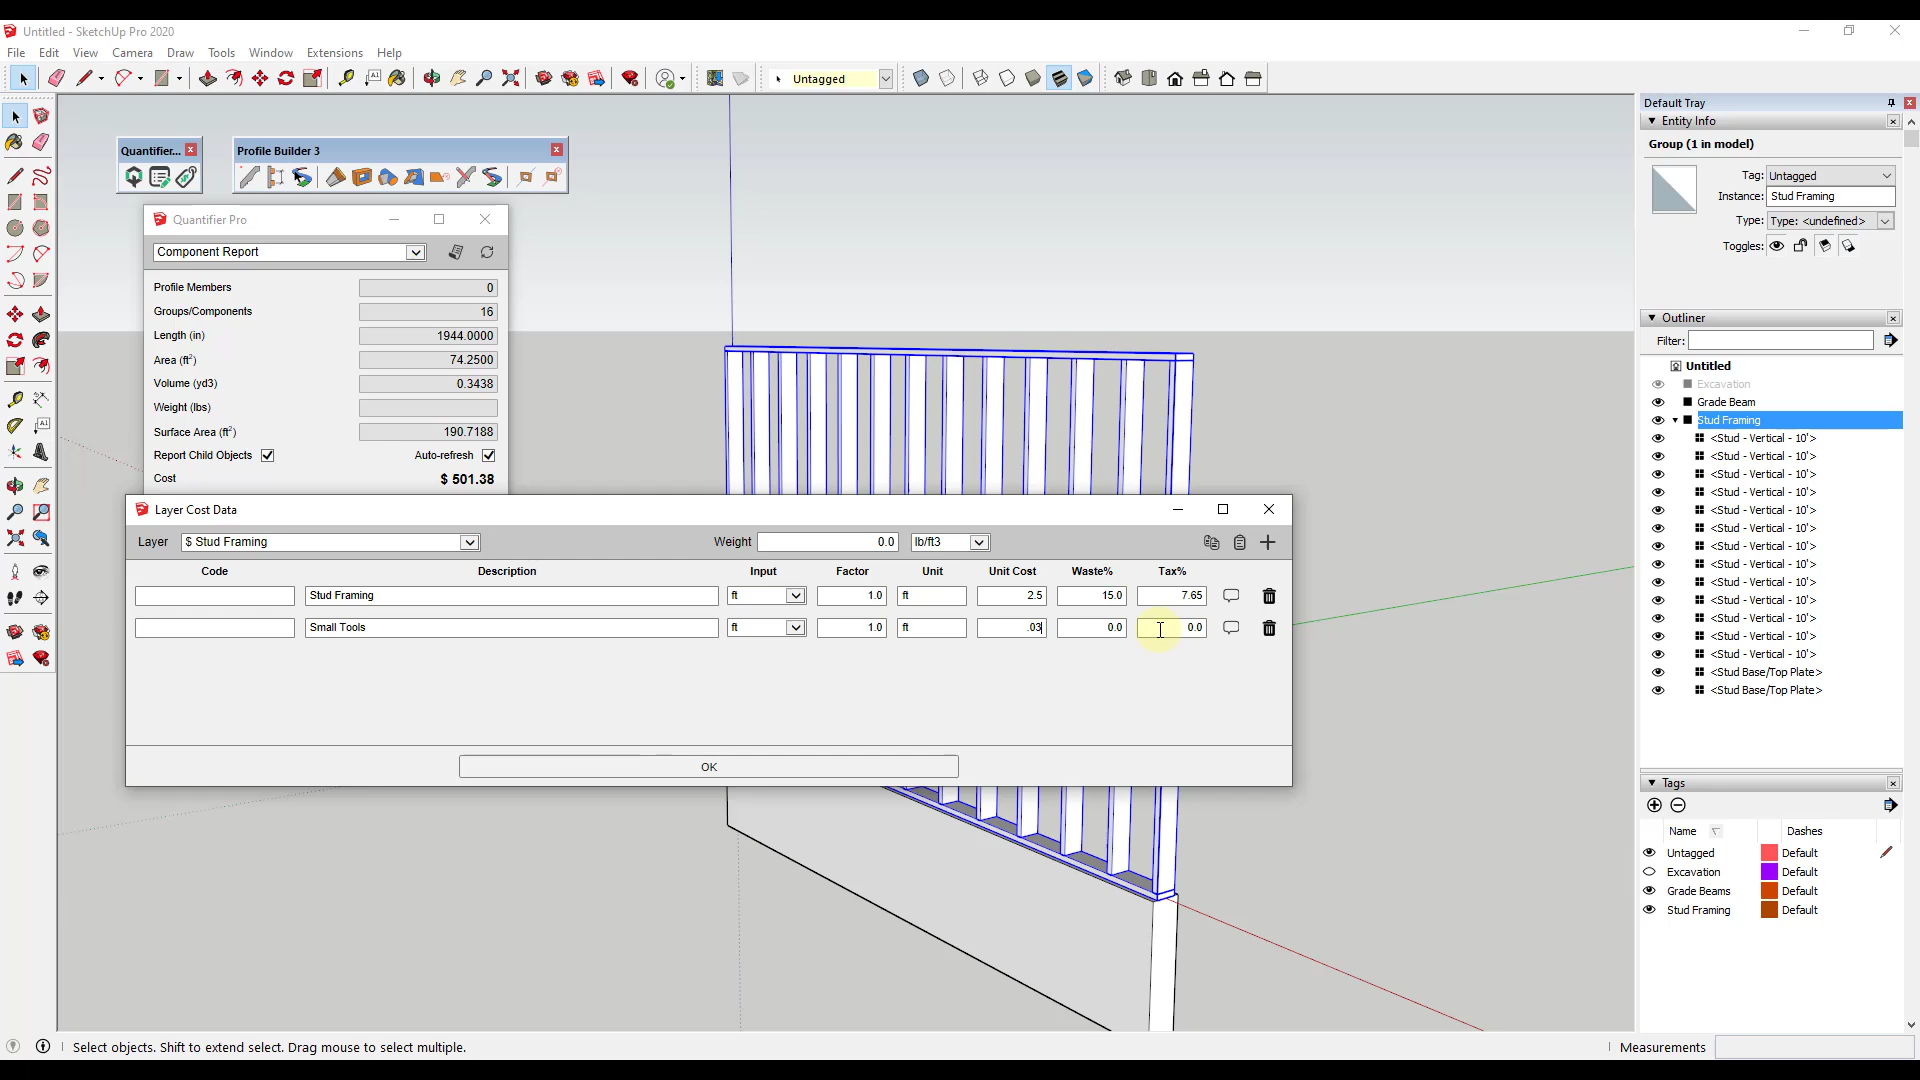 Untitled - SketchUp Pro 2020
File Edit View Camera Draw Tools Window Extensions Help
A1 Untagged
Default Tray
Entity Info
Group (1 in model)
Tag: Untagged
Instance: Stud Framing
Type: Type: <undefined>
Toggles:
Quantifier...
Profile Builder 3
Quantifier Pro
Component Report
Profile Members 0
Groups/Components 16
Length (in) 1944.0000
Area (ft²) 74.2500
Volume (yd3) 0.3438
Weight (lbs)
Surface Area (ft²) 190.7188
Report Child Objects Auto-refresh
Cost $ 501.38
Layer Cost Data
Layer $ Stud Framing Weight 0.0 lb/ft3
Code Description Input Factor Unit Unit Cost Waste% Tax%
Stud Framing ft 1.0 ft 2.5 15.0 7.65
Small Tools ft 1.0 ft .03 0.0 0.0
OK
Outliner
Filter:
Untitled
Excavation
Grade Beam
Stud Framing
<Stud - Vertical - 10'>
<Stud - Vertical - 10'>
<Stud - Vertical - 10'>
<Stud - Vertical - 10'>
<Stud - Vertical - 10'>
<Stud - Vertical - 10'>
<Stud - Vertical - 10'>
<Stud - Vertical - 10'>
<Stud - Vertical - 10'>
<Stud - Vertical - 10'>
<Stud - Vertical - 10'>
<Stud - Vertical - 10'>
<Stud - Vertical - 10'>
<Stud Base/Top Plate>
<Stud Base/Top Plate>
Tags
Name Dashes
Untagged Default
Excavation Default
Grade Beams Default
Stud Framing Default
A1
Select objects. Shift to extend select. Drag mouse to select multiple.
Measurements